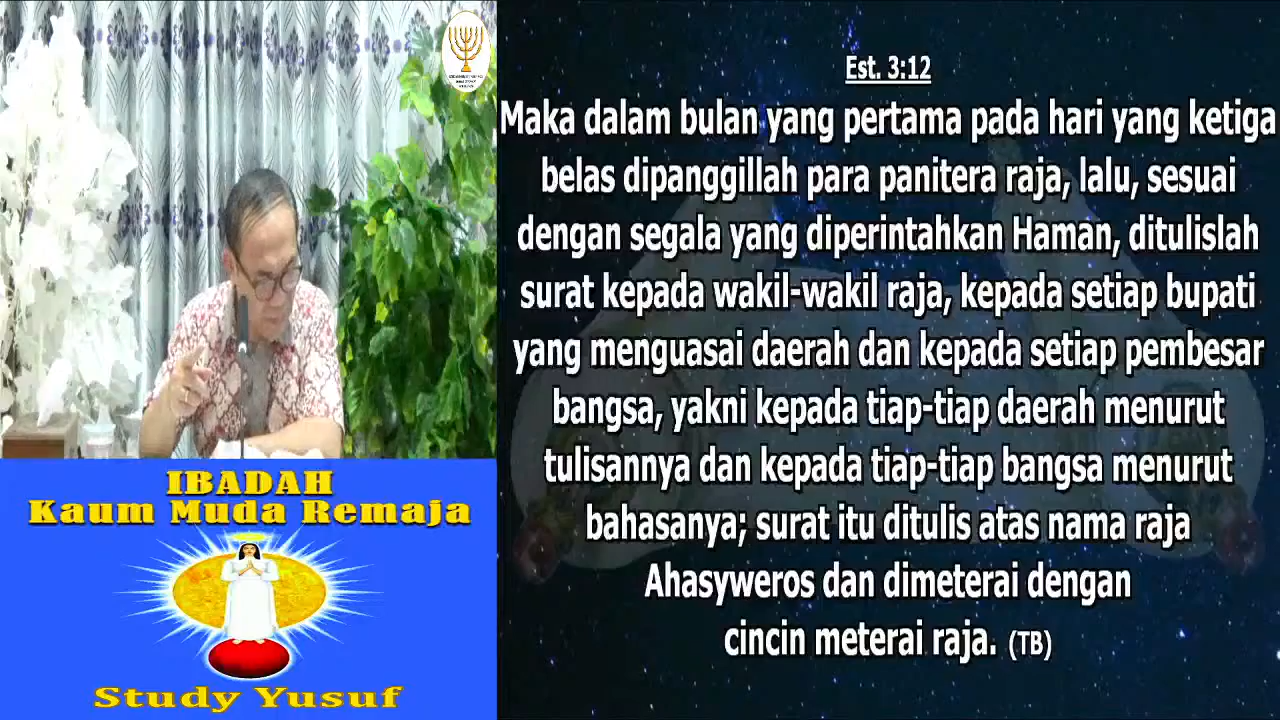 Est. 3:12
Maka dalam bulan yang pertama pada hari yang ketiga
belas dipanggillah para panitera raja, lalu, sesuai
dengan segala yang diperintahkan Haman, ditulislah
surat kepada wakil-wakil raja, kepada setiap bupati
yang menguasai daerah dan kepada setiap pembesar
bangsa, yakni kepada tiap-tiap daerah menurut
tulisannya dan kepada tiap-tiap bangsa menurut
bahasanya; surat itu ditulis atas nama raja
Ahasyweros dan dimeterai dengan
cincin meterai raja. (TB)
IBADAH
Kaum Muda Remaja
Study Yusuf